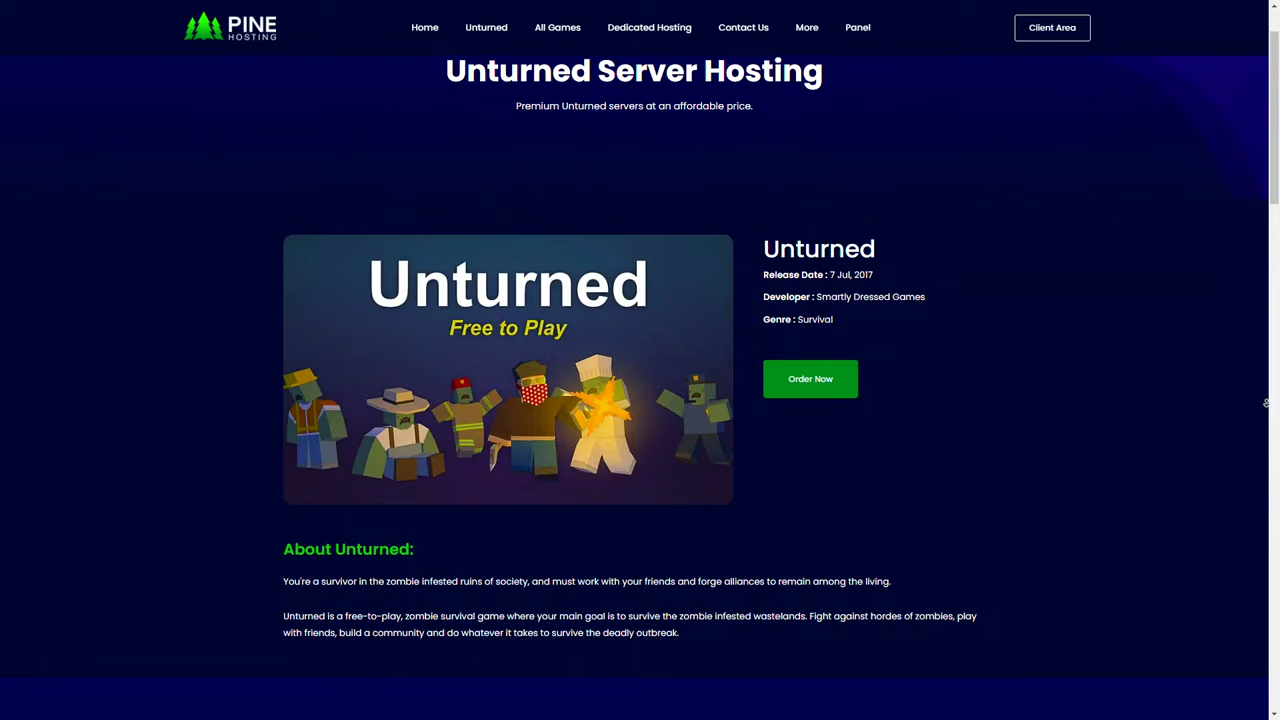 PINE
HOSTING
Home
Unturned
All Games
Dedicated Hosting
Contact Us
More
Panel
Client Area
Unturned Server Hosting
Premium Unturned servers at an affordable price.
Unturned
Free to Play
Unturned
Release Date : 7 Jul, 2017
Developer : Smartly Dressed Games
Genre : Survival
Order Now
About Unturned:
You're a survivor in the zombie infested ruins of society, and must work with your friends and forge alliances to remain among the living.
Unturned is a free-to-play, zombie survival game where your main goal is to survive the zombie infested wastelands. Fight against hordes of zombies, play
with friends, build a community and do whatever it takes to survive the deadly outbreak.